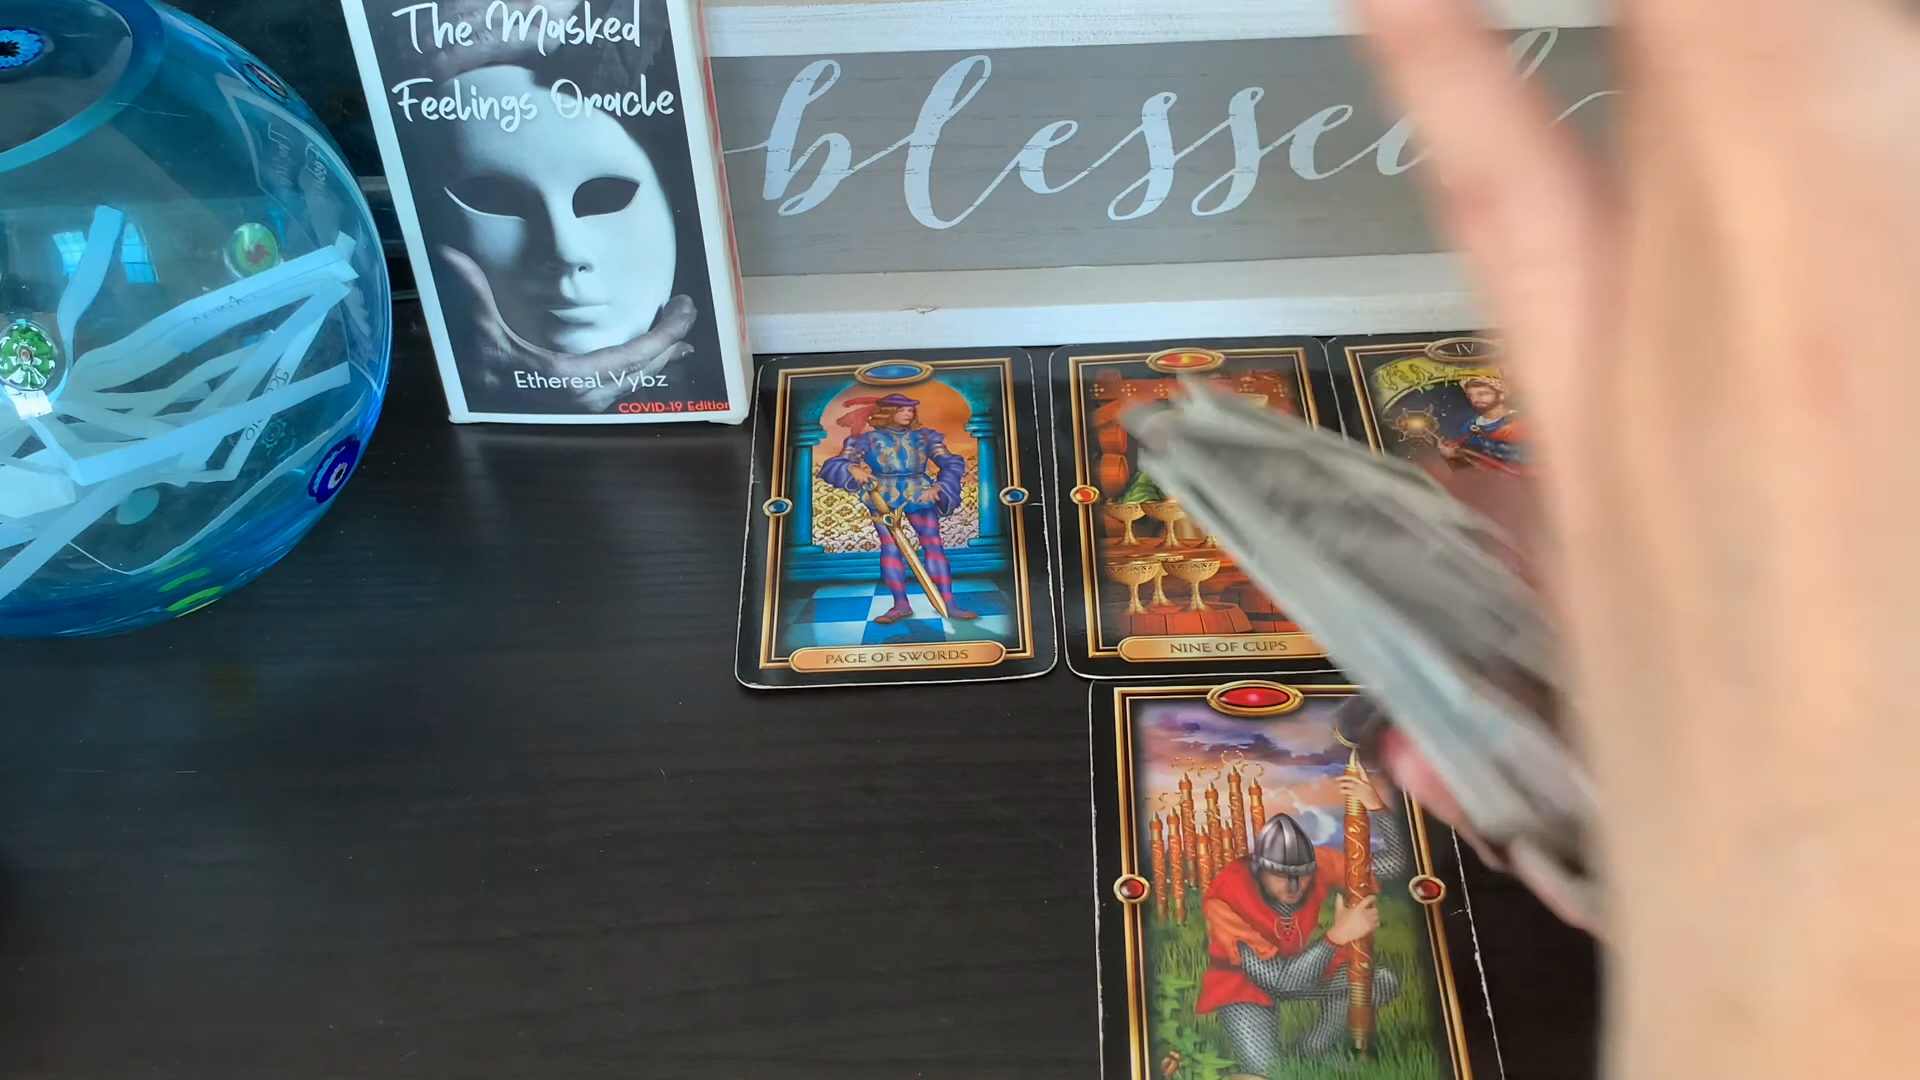 The Masked
Feelings Oracle
Ethereal Vybz
COVID-19 Edition
blessed
IV
PAGE OF SWORDS
NINE OF CUPS